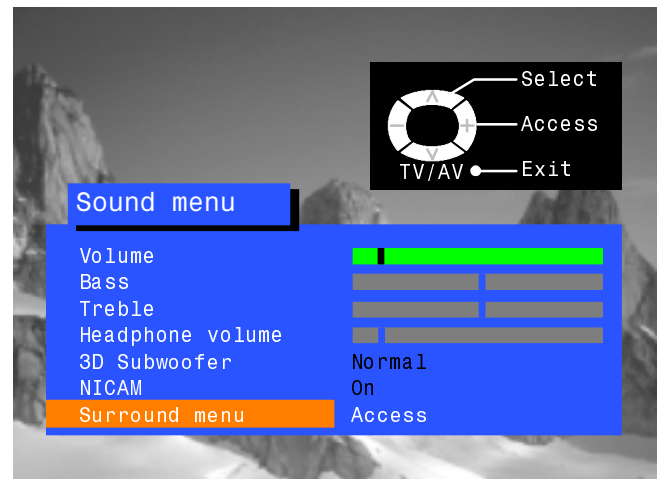 Select
Access
TV/AV Exit
Sound menu
Volume
Bass
Treble
Headphone volume
3D Subwoofer Normal
NICAM On
Surround menu Access